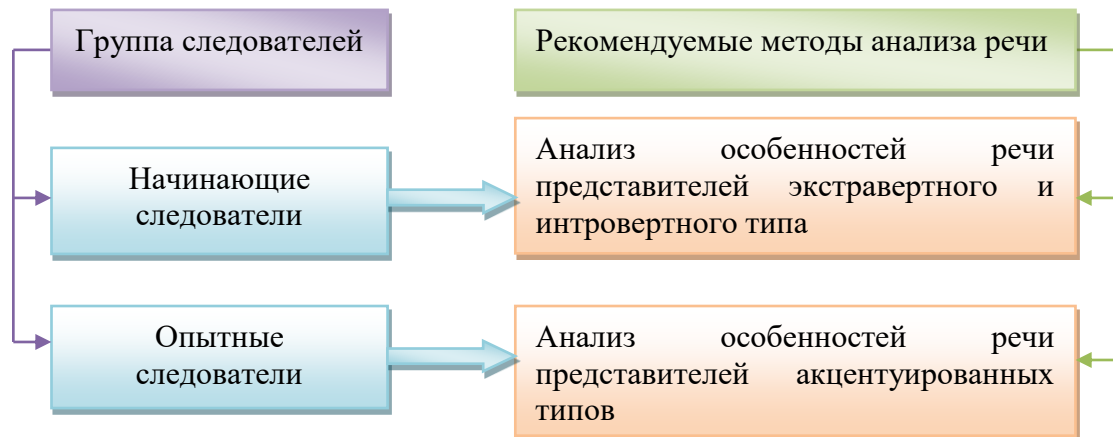 Группа следователей
Рекомендуемые методы анализа речи
Начинающие
следователи
Анализ особенностей речи
представителей экстравертного и
интровертного типа
Опытные
следователи
Анализ особенностей речи
представителей акцентуированных
типов